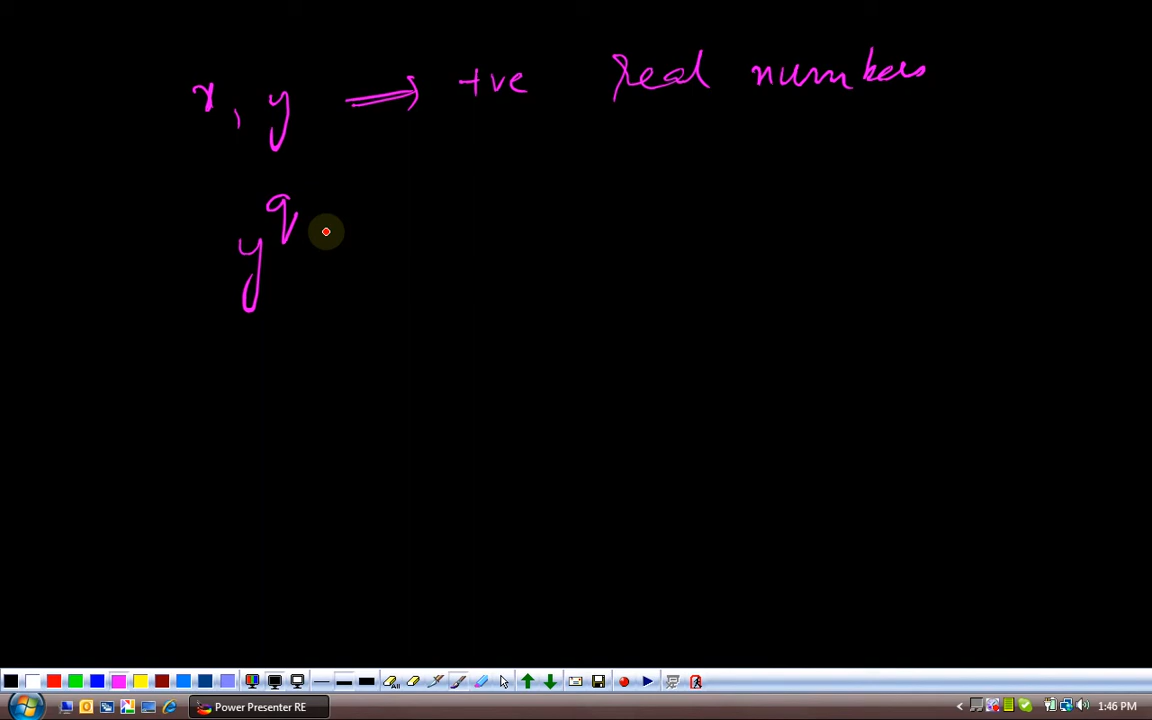 x, y ⟹ +ve real numbers
y^q
Power Presenter RE
1:46 PM